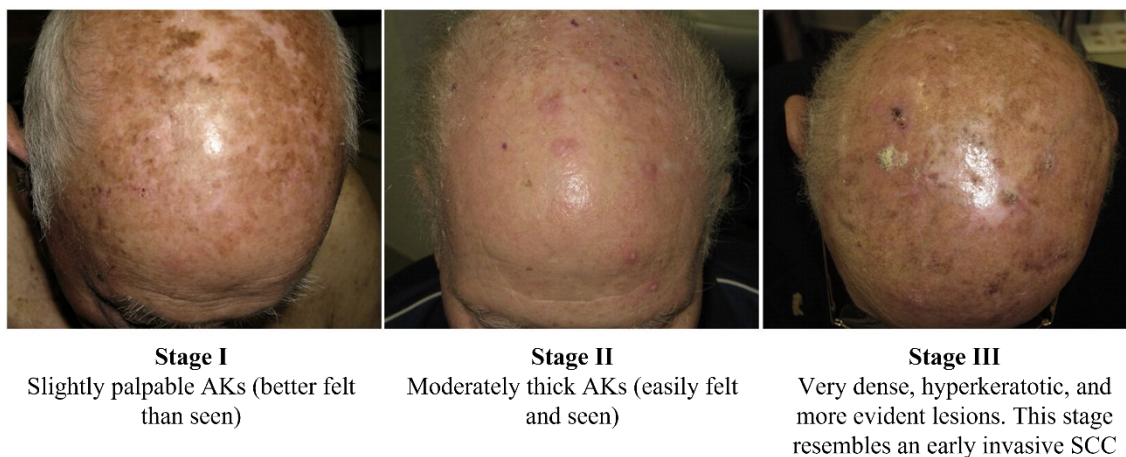 Stage I
Slightly palpable AKs (better felt
than seen)
Stage II
Moderately thick AKs (easily felt
and seen)
Stage III
Very dense, hyperkeratotic, and
more evident lesions. This stage
resembles an early invasive SCC